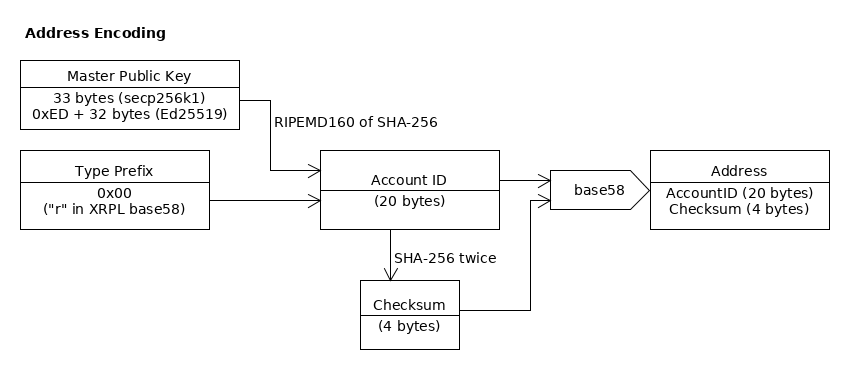 Address Encoding
Master Public Key
33 bytes (secp256k1)
0xED + 32 bytes (Ed25519)
RIPEMD160 of SHA-256
Type Prefix
0x00
("r" in XRPL base58)
Account ID
(20 bytes)
base58
Address
AccountID (20 bytes)
Checksum (4 bytes)
SHA-256 twice
Checksum
(4 bytes)